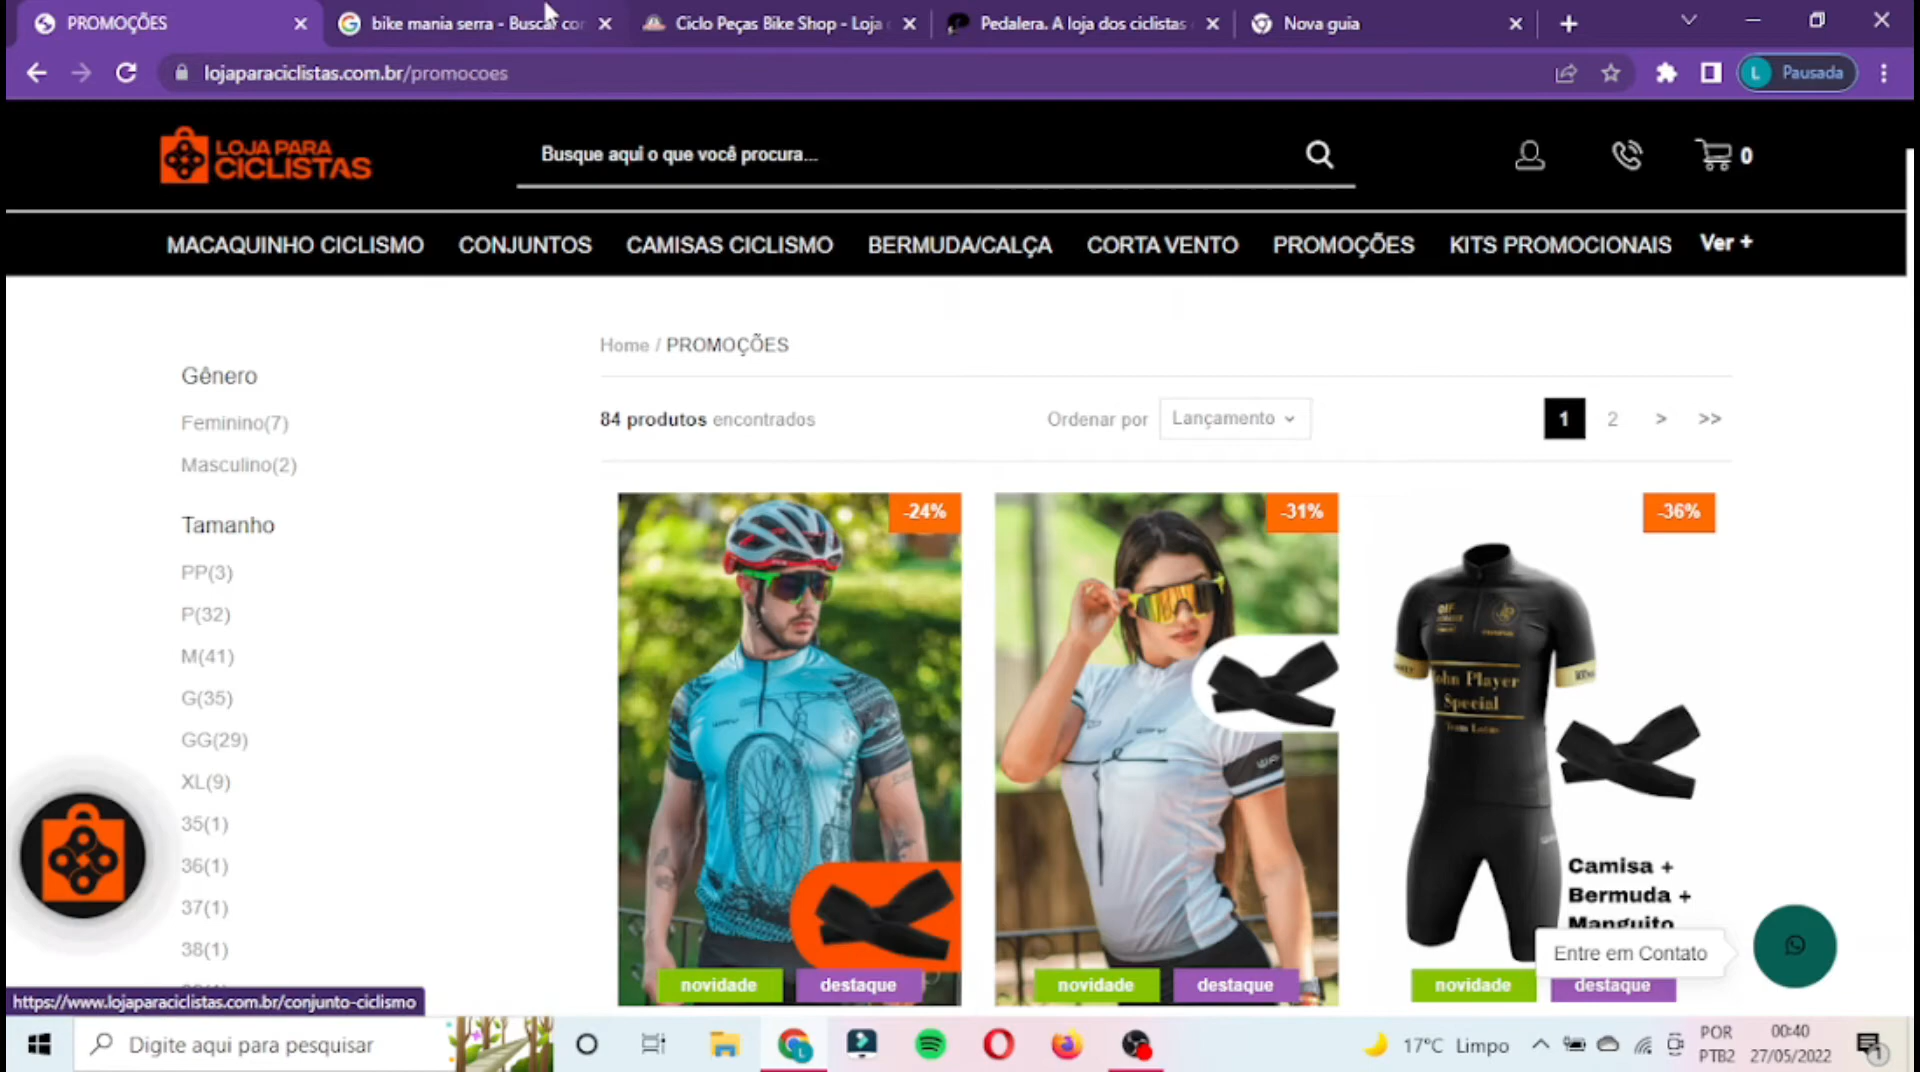 PROMOÇÕES
bike mania serra - Buscar con
Ciclo Peças Bike Shop - Loja
Pedalera. A loja dos ciclistas
Nova guia
lojaparaciclistas.com.br/promocoes
L Pausada
LOJA PARA
CICLISTAS
Busque aqui o que você procura...
0
MACAQUINHO CICLISMO CONJUNTOS CAMISAS CICLISMO BERMUDA/CALÇA CORTA VENTO PROMOÇÕES KITS PROMOCIONAIS Ver +
Home / PROMOÇÕES
Gênero
Feminino(7)
Masculino(2)
84 produtos encontrados
Ordenar por Lançamento
1 2 > >>
Tamanho
PP(3)
P(32)
M(41)
G(35)
GG(29)
XL(9)
35(1)
36(1)
37(1)
38(1)
-24%
-31%
-36%
John Player
Special
Team Lotus
Camisa +
Bermuda +
Manguito
novidade destaque
novidade destaque
novidade destaque
Entre em Contato
https://www.lojaparaciclistas.com.br/conjunto-ciclismo
Digite aqui para pesquisar
17°C Limpo
POR
PTB2
00:40
27/05/2022
1